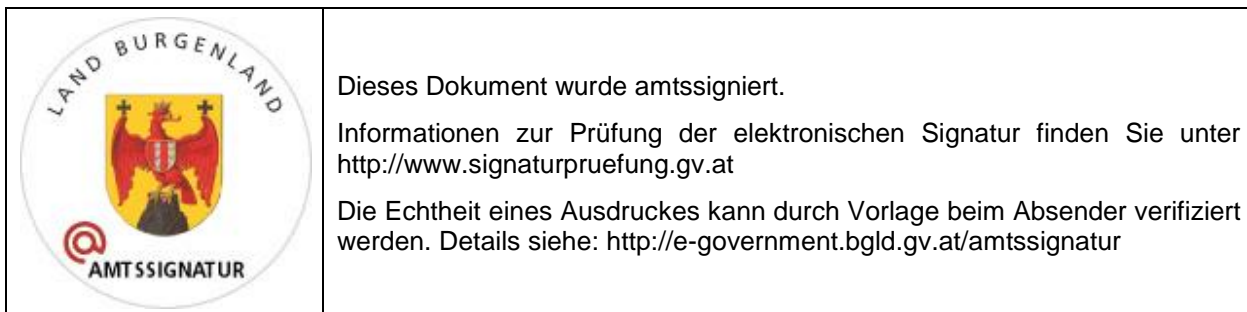 LAND BURGENLAND
@
AMTSSIGNATUR
Dieses Dokument wurde amtssigniert.
Informationen zur Prüfung der elektronischen Signatur finden Sie unter
http://www.signaturpruefung.gv.at
Die Echtheit eines Ausdruckes kann durch Vorlage beim Absender verifiziert
werden. Details siehe: http://e-government.bgld.gv.at/amtssignatur